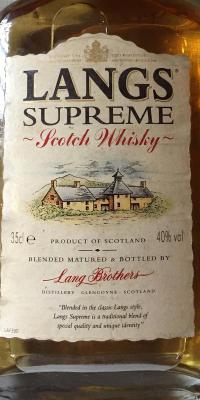 LANGS
SUPREME
~Scotch Whisky~
35cl e 40% vol
PRODUCT OF SCOTLAND
BLENDED MATURED & BOTTLED BY
Lang Brothers
DISTILLERY · GLENGOYNE · SCOTLAND
"Blended in the classic Langs style,
Langs Supreme is a traditional blend of
special quality and unique identity"